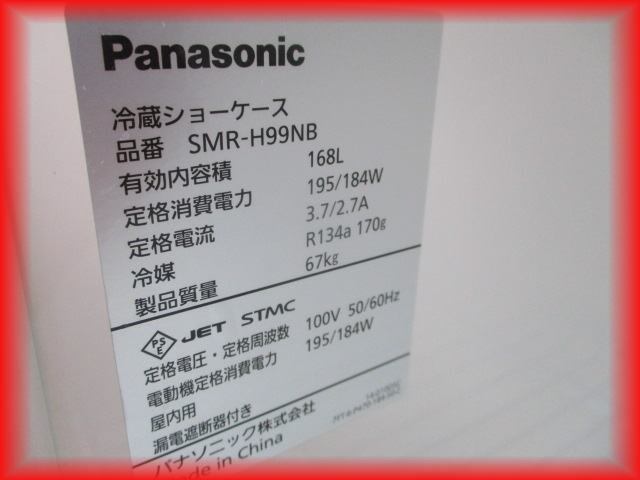 Panasonic
冷蔵ショーケース
品番 SMR-H99NB
有効内容積 168L
定格消費電力 195/184W
定格電流 3.7/2.7A
冷媒 R134a 170g
製品質量 67kg
PSE JET STMC
定格電圧・定格周波数 100V 50/60Hz
電動機定格消費電力 195/184W
屋内用
漏電遮断器付き
パナソニック株式会社
in China